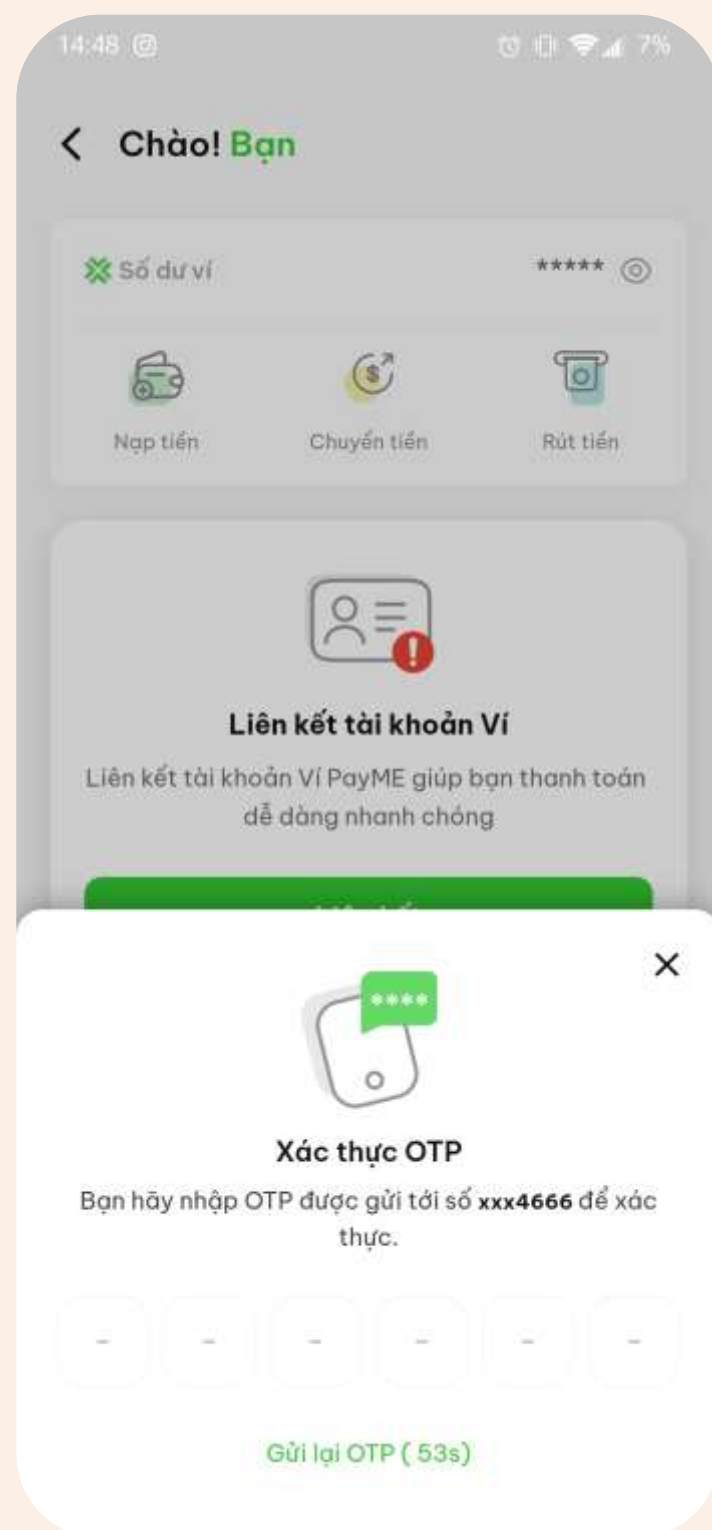 14:48
7%
Chào! Bạn
Số dư ví ***** 
Nạp tiền Chuyển tiền Rút tiền
Liên kết tài khoản Ví
Liên kết tài khoản Ví PayME giúp bạn thanh toán
dễ dàng nhanh chóng
****
Xác thực OTP
Bạn hãy nhập OTP được gửi tới số xxx4666 để xác
thực.
- - - - - -
Gửi lại OTP ( 53s)